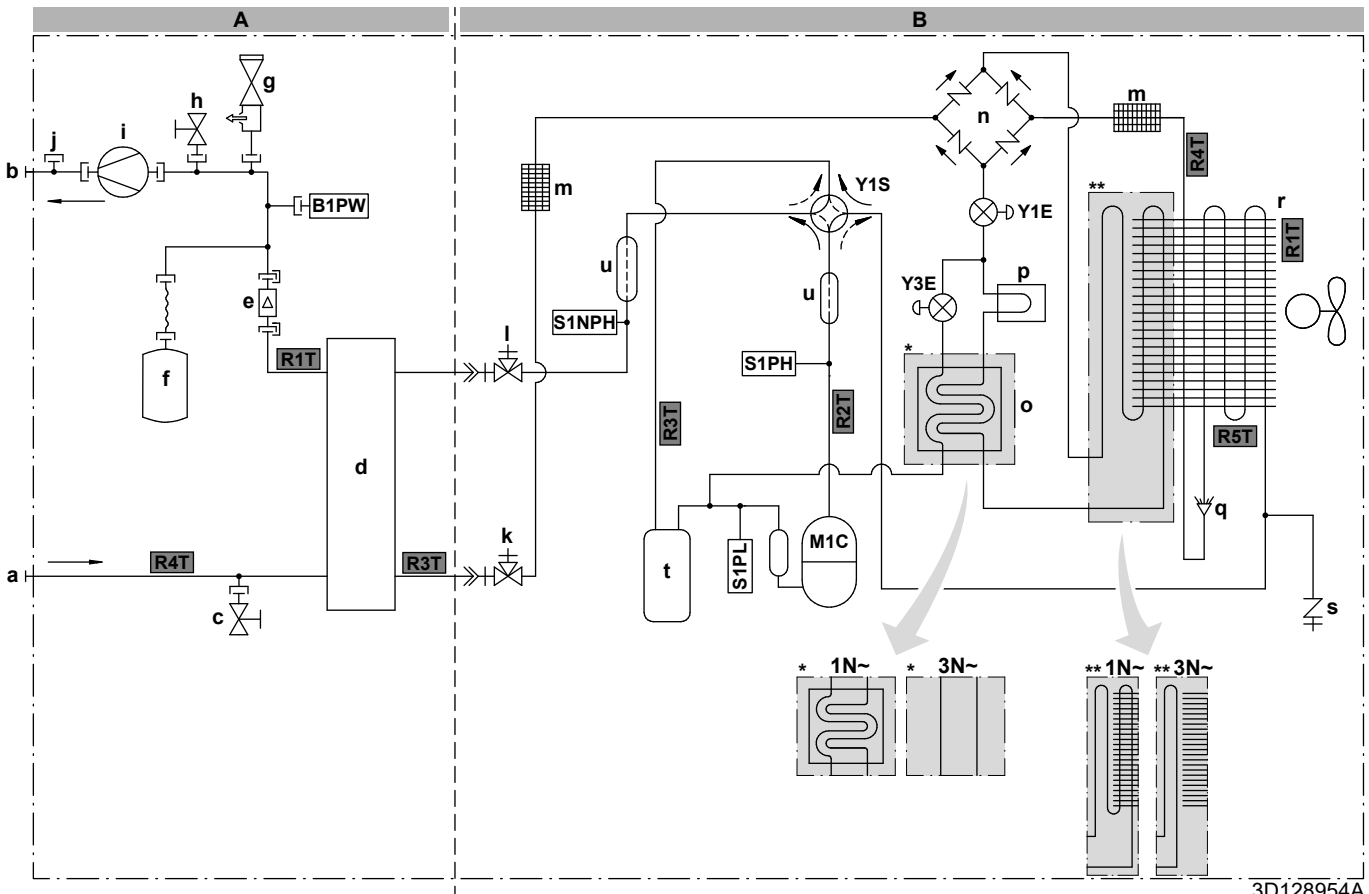 A B
g
h
j i
b
B1PW
e
f
R1T
d
a
R4T
R3T
c
m
u
S1NPH
l
k
R3T
Y1S
u
S1PH
R2T
t
S1PL
M1C
n
m
R4T
Y1E
Y3E
p
*
o
**
r
R1T
R5T
q
s
* 1N~ * 3N~
** 1N~ ** 3N~
3D128954A